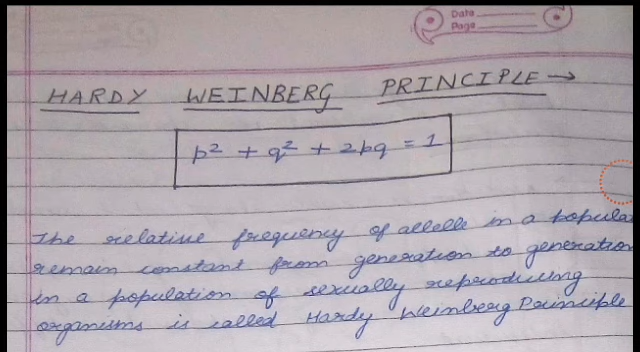 Date
Page
HARDY WEINBERG PRINCIPLE →
p² + q² + 2pq = 1
The relative frequency of allelle in a popula
remain constant from generation to generation
in a population of sexually reproducing
organisms is called Hardy Weinberg Principle